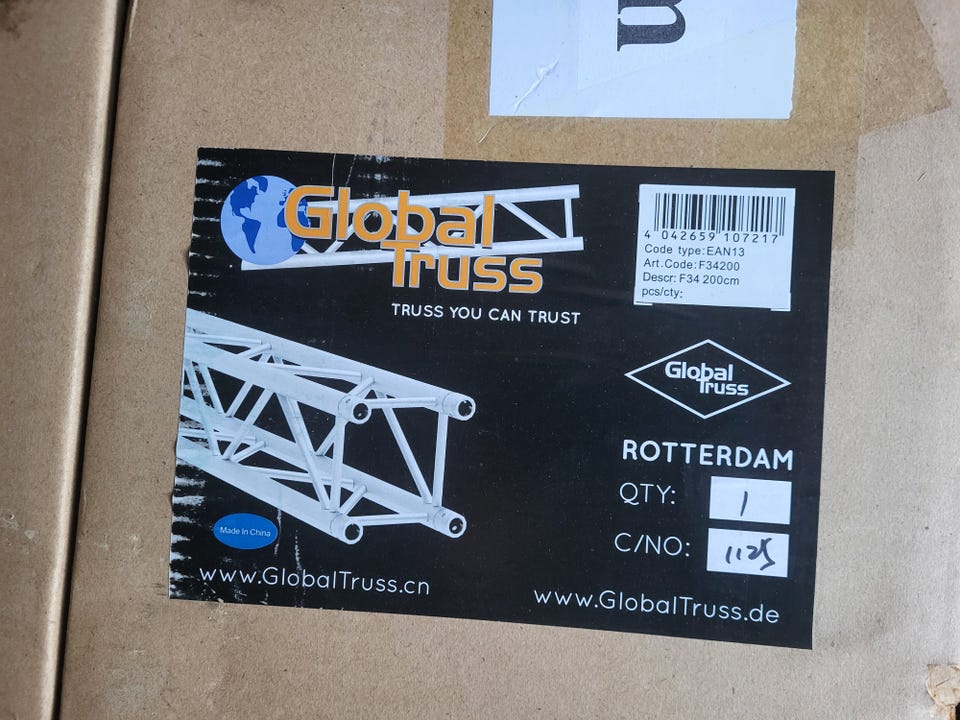 m
Global
Truss
TRUSS YOU CAN TRUST
4 042659 107217
Code type:EAN13
Art.Code:F34200
Descr: F34 200cm
pcs/cty:
Global
Truss
ROTTERDAM
QTY: 1
C/NO: 1125
Made In China
www.GlobalTruss.cn
www.GlobalTruss.de